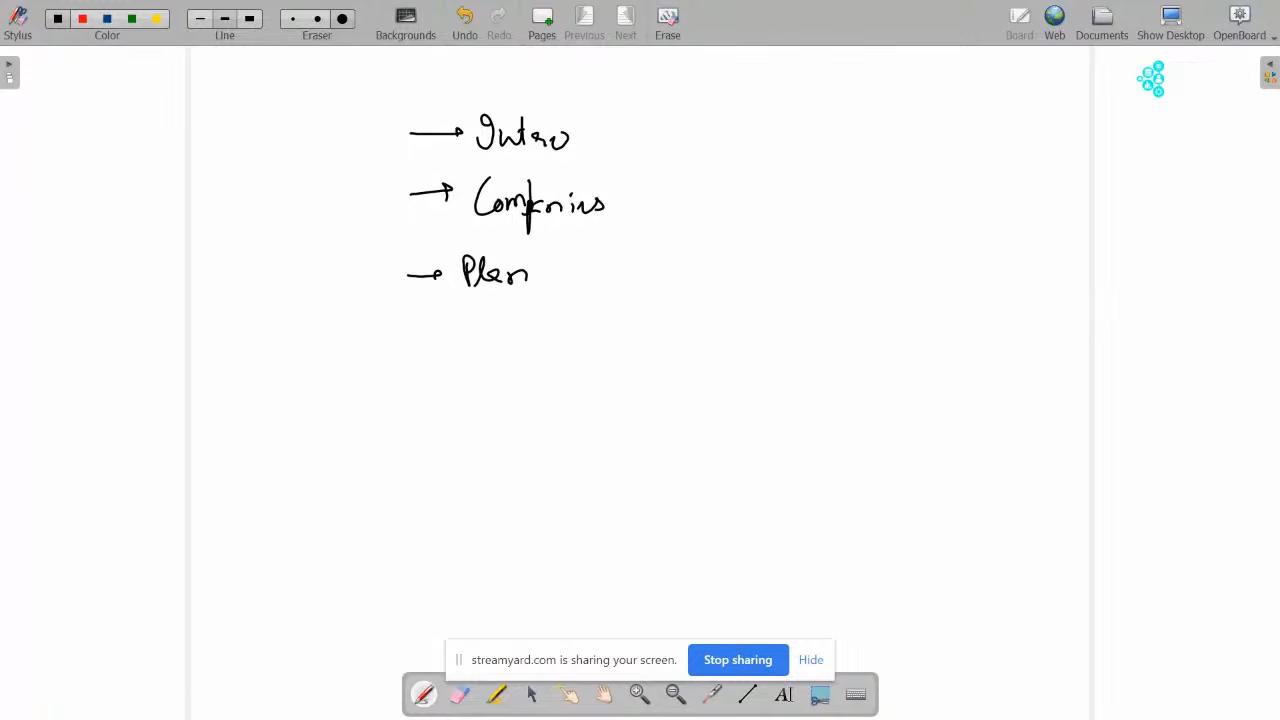 Stylus Color Line Eraser Backgrounds Undo Redo Pages Previous Next Erase Board Web Documents Show Desktop OpenBoard
→ Intro
→ Companies
→ Plan
streamyard.com is sharing your screen. Stop sharing Hide